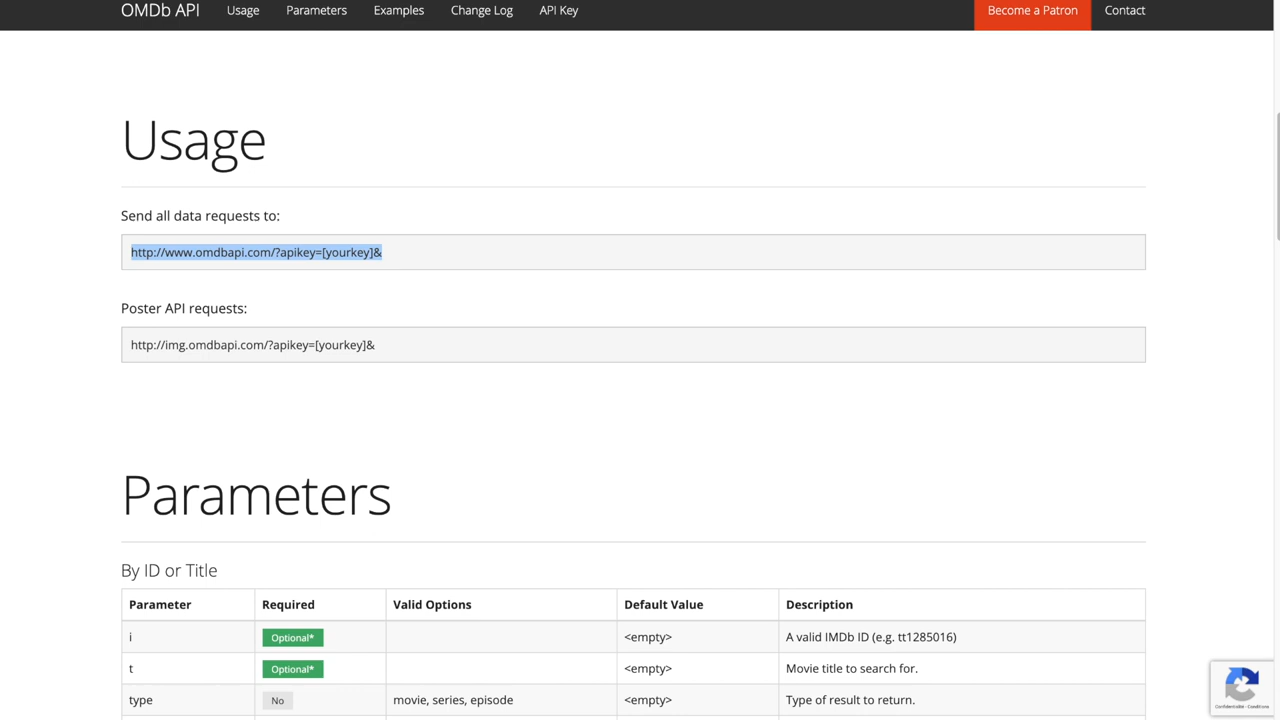 OMDb API Usage Parameters Examples Change Log API Key Become a Patron Contact
Usage
Send all data requests to:
http://www.omdbapi.com/?apikey=[yourkey]&
Poster API requests:
http://img.omdbapi.com/?apikey=[yourkey]&
Parameters
By ID or Title
Parameter Required Valid Options Default Value Description
i Optional* <empty> A valid IMDb ID (e.g. tt1285016)
t Optional* <empty> Movie title to search for.
type No movie, series, episode <empty> Type of result to return.
Confidentialité - Conditions